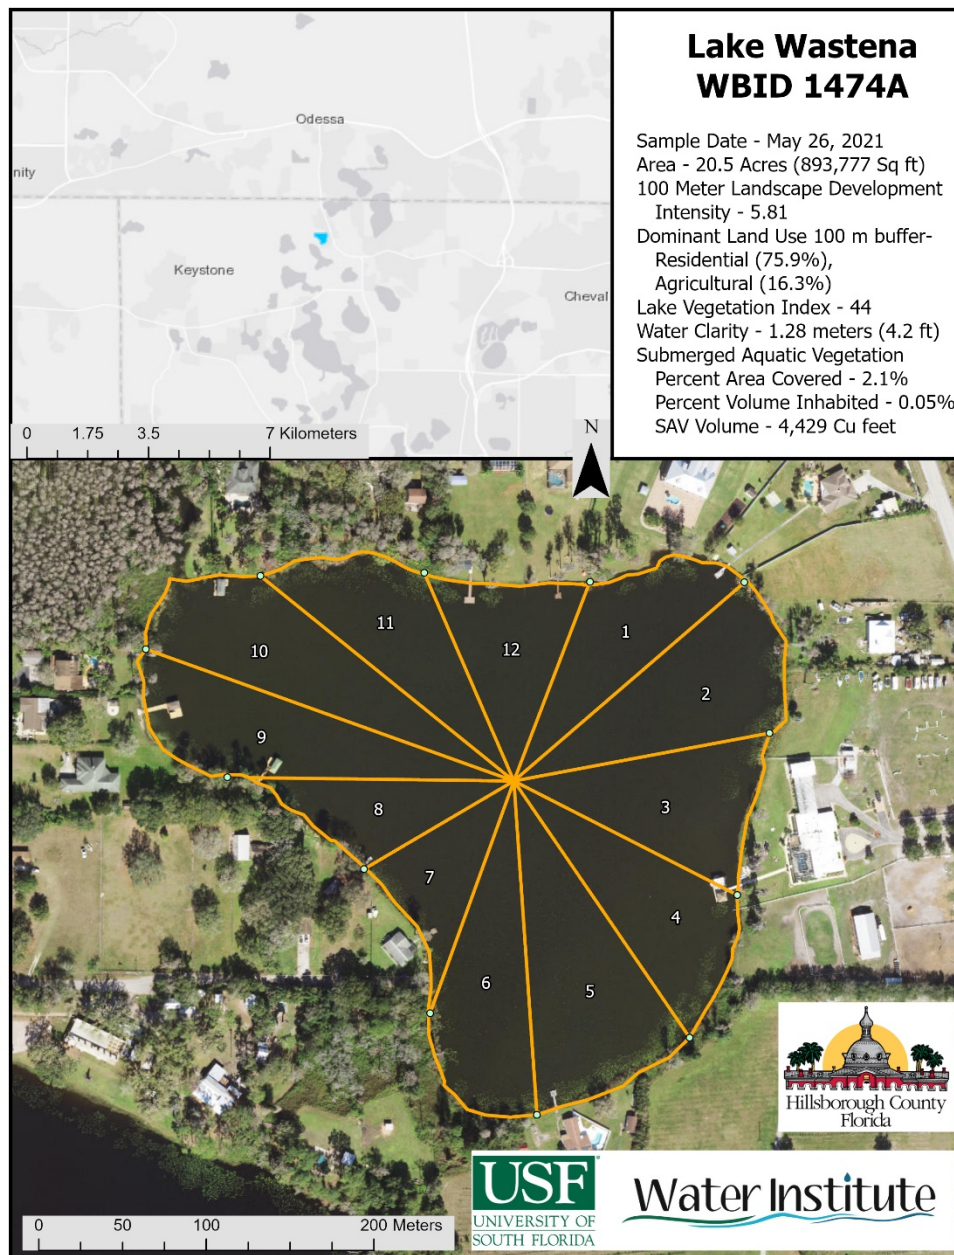 Lake Wastena
WBID 1474A
Sample Date - May 26, 2021
Area - 20.5 Acres (893,777 Sq ft)
100 Meter Landscape Development
Intensity - 5.81
Dominant Land Use 100 m buffer-
Residential (75.9%),
Agricultural (16.3%)
Lake Vegetation Index - 44
Water Clarity - 1.28 meters (4.2 ft)
Submerged Aquatic Vegetation
Percent Area Covered - 2.1%
Percent Volume Inhabited - 0.05%
SAV Volume - 4,429 Cu feet
Odessa
nity
Keystone
Cheval
0 1.75 3.5 7 Kilometers
N
1
2
3
4
5
6
7
8
9
10
11
12
Hillsborough County
Florida
USF
UNIVERSITY OF
SOUTH FLORIDA
Water Institute
0 50 100 200 Meters